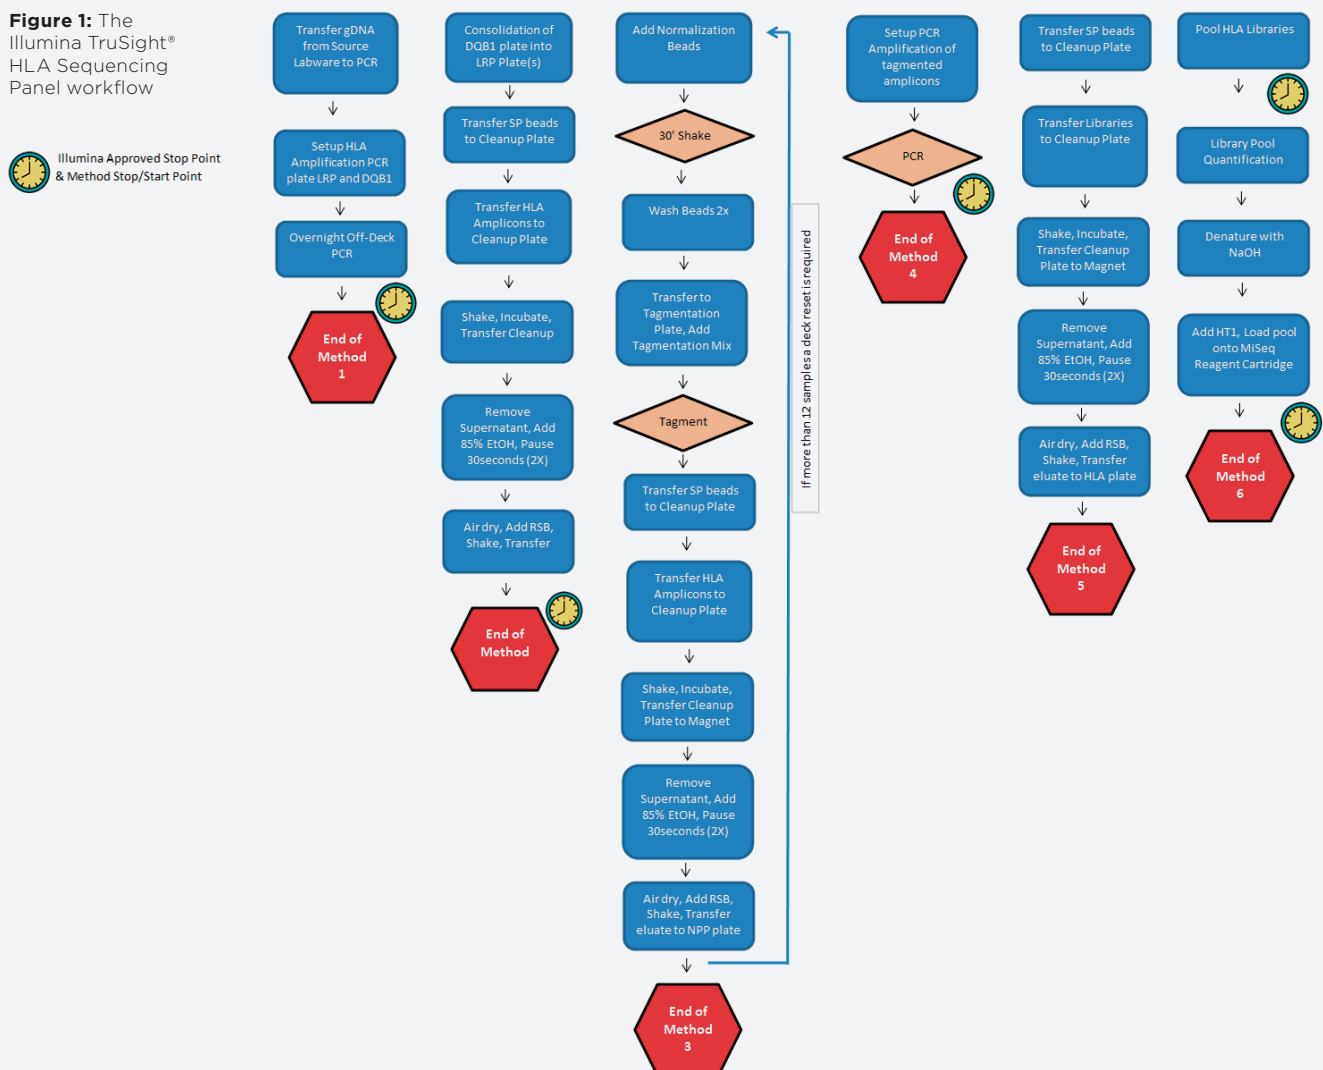 Figure 1: The
Illumina TruSight®
HLA Sequencing
Panel workflow
Illumina Approved Stop Point
& Method Stop/Start Point
Transfer gDNA
from Source
Labware to PCR
Setup HLA
Amplification PCR
plate LRP and DQB1
Overnight Off-Deck
PCR
End of
Method
1
Consolidation of
DQB1 plate into
LRP Plate(s)
Transfer SP beads
to Cleanup Plate
Transfer HLA
Amplicons to
Cleanup Plate
Shake, Incubate,
Transfer Cleanup
Remove
Supernatant, Add
85% EtOH, Pause
30seconds (2X)
Air dry, Add RSB,
Shake, Transfer
End of
Method
Add Normalization
Beads
30' Shake
Wash Beads 2x
Transfer to
Tagmentation
Plate, Add
Tagmentation Mix
Tagment
Transfer SP beads
to Cleanup Plate
Transfer HLA
Amplicons to
Cleanup Plate
Shake, Incubate,
Transfer Cleanup
Plate to Magnet
Remove
Supernatant, Add
85% EtOH, Pause
30seconds (2X)
Air dry, Add RSB,
Shake, Transfer
eluate to NPP plate
End of
Method
3
If more than 12 samples a deck reset is required
Setup PCR
Amplification of
tagmented
amplicons
PCR
End of
Method
4
Transfer SP beads
to Cleanup Plate
Transfer Libraries
to Cleanup Plate
Shake, Incubate,
Transfer Cleanup
Plate to Magnet
Remove
Supernatant, Add
85% EtOH, Pause
30seconds (2X)
Air dry, Add RSB,
Shake, Transfer
eluate to HLA plate
End of
Method
5
Pool HLA Libraries
Library Pool
Quantification
Denature with
NaOH
Add HT1, Load pool
onto MiSeq
Reagent Cartridge
End of
Method
6